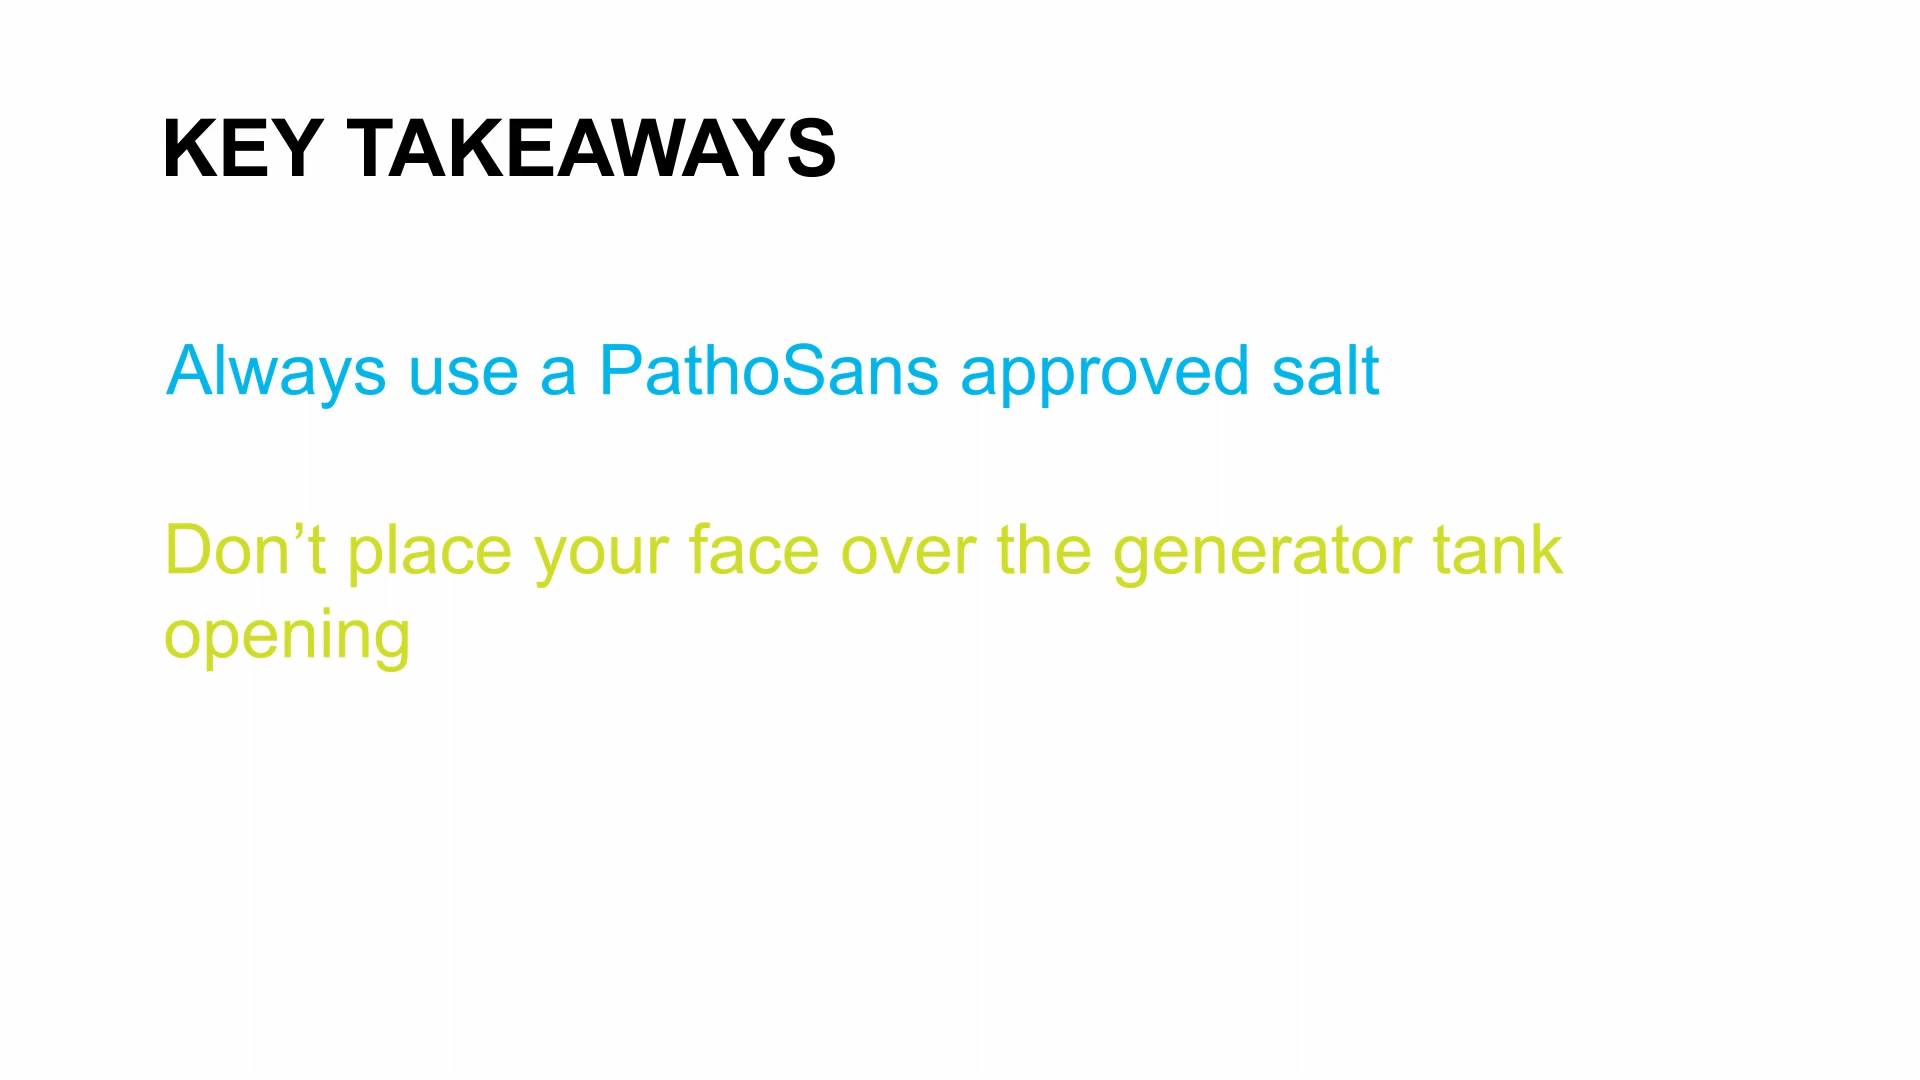 KEY TAKEAWAYS
Always use a PathoSans approved salt
Don’t place your face over the generator tank
opening